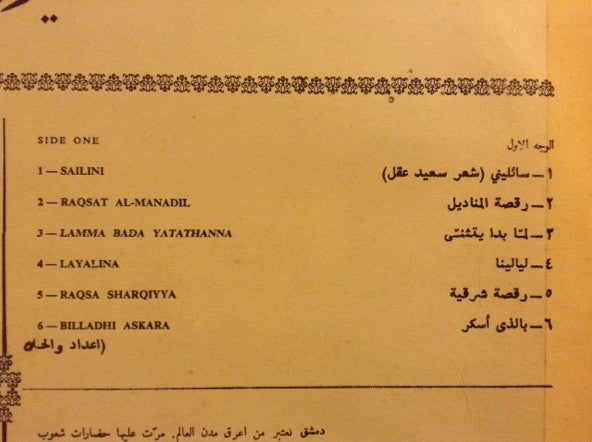 SIDE ONE الوجه الاول
1 — SAILINI ١ — سائليني (شعر سعيد عقل)
2 — RAQSAT AL-MANADIL ٢ — رقصة المناديل
3 — LAMMA BADA YATATHANNA ٣ — لمّا بدا يتثنّى
4 — LAYALINA ٤ — ليالينا
5 — RAQSA SHARQIYYA ٥ — رقصة شرقية
6 — BILLADHI ASKARA ٦ — بالذى أسكر
(اعداد والحان
دمشق تعتبر من اعرق مدن العالم. مرّت عليها حضارات شعوب